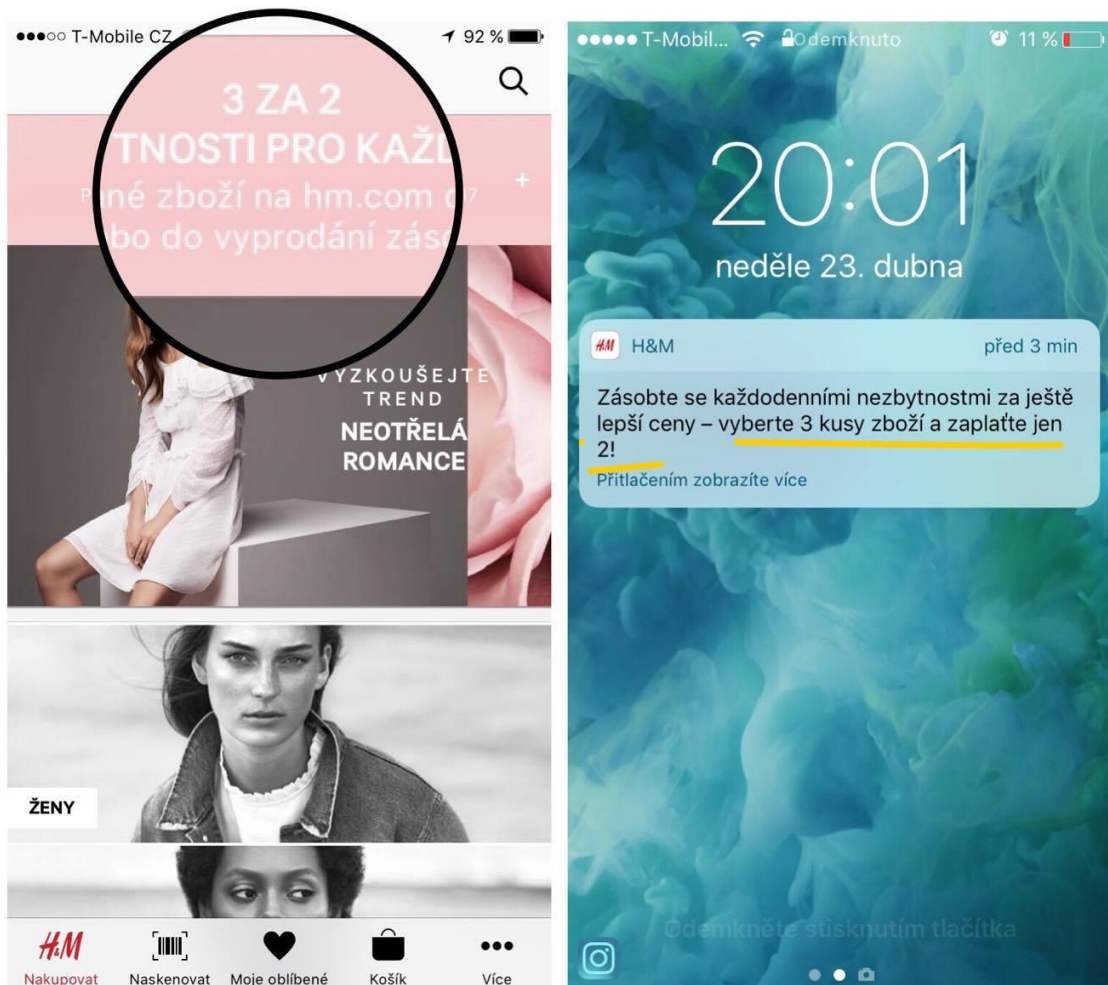 T-Mobile CZ
92 %
3 ZA 2
TNOSTI PRO KAŽD
né zboží na hm.com
bo do vyprodání zás
17
+
VYZKOUŠEJTE
TREND
NEOTŘELÁ
ROMANCE
ŽENY
H&M
Nakupovat
Naskenovat
Moje oblíbené
Košík
Více
T-Mobil...
Odemknuto
11 %
20:01
neděle 23. dubna
H&M
H&M
před 3 min
Zásobte se každodenními nezbytnostmi za ještě
lepší ceny – vyberte 3 kusy zboží a zaplaťte jen
2!
Přitlačením zobrazíte více
Odemkněte stisknutím tlačítka